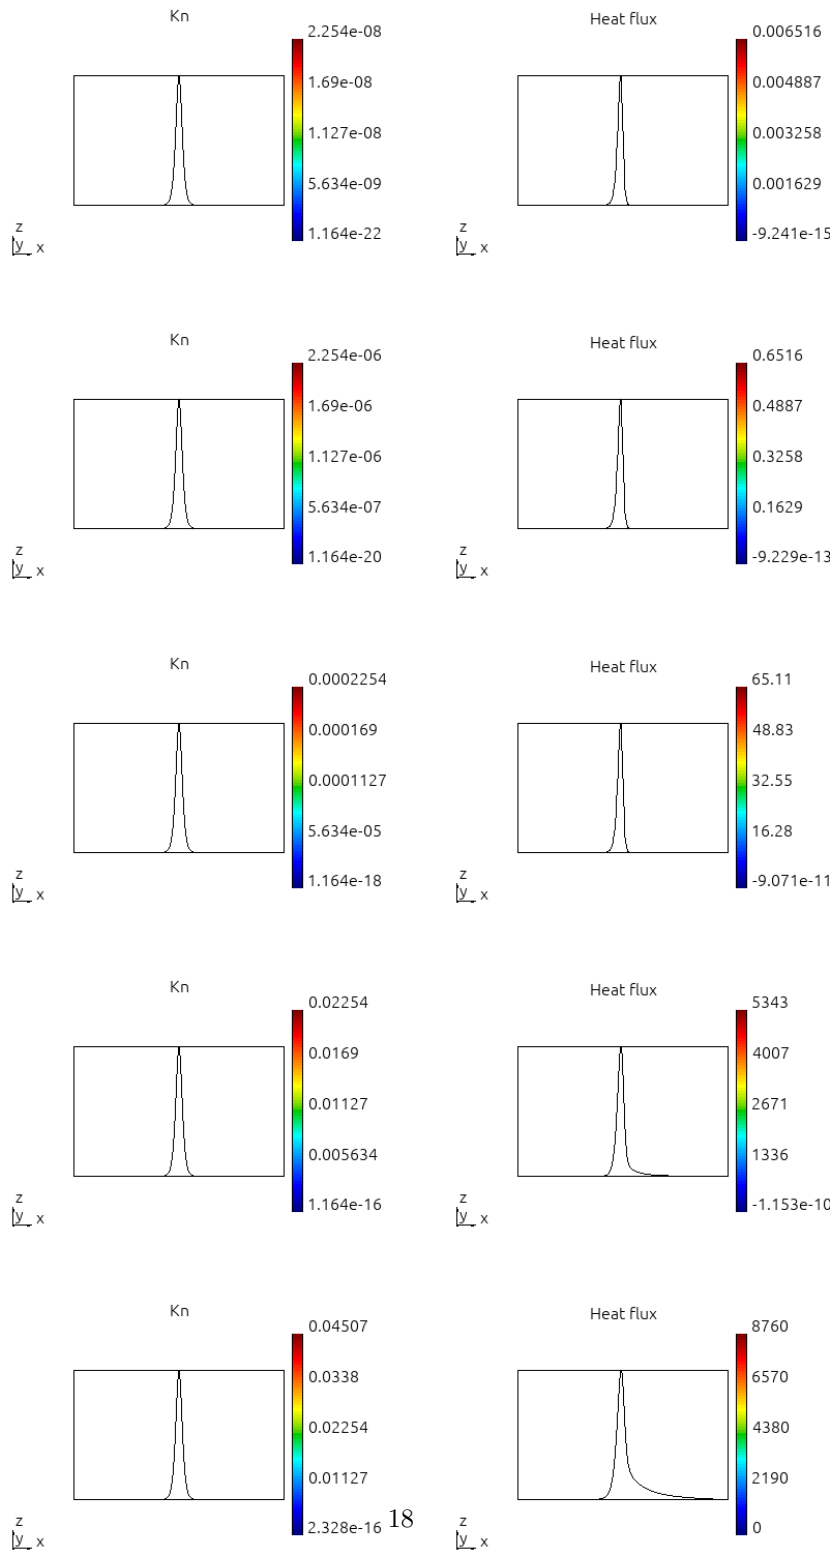 Kn
2.254e-08
1.69e-08
1.127e-08
5.634e-09
1.164e-22
z
y x
Heat flux
0.006516
0.004887
0.003258
0.001629
-9.241e-15
z
y x
Kn
2.254e-06
1.69e-06
1.127e-06
5.634e-07
1.164e-20
z
y x
Heat flux
0.6516
0.4887
0.3258
0.1629
-9.229e-13
z
y x
Kn
0.0002254
0.000169
0.0001127
5.634e-05
1.164e-18
z
y x
Heat flux
65.11
48.83
32.55
16.28
-9.071e-11
z
y x
Kn
0.02254
0.0169
0.01127
0.005634
1.164e-16
z
y x
Heat flux
5343
4007
2671
1336
-1.153e-10
z
y x
Kn
0.04507
0.0338
0.02254
0.01127
2.328e-16
z
y x
Heat flux
8760
6570
4380
2190
0
z
y x
18